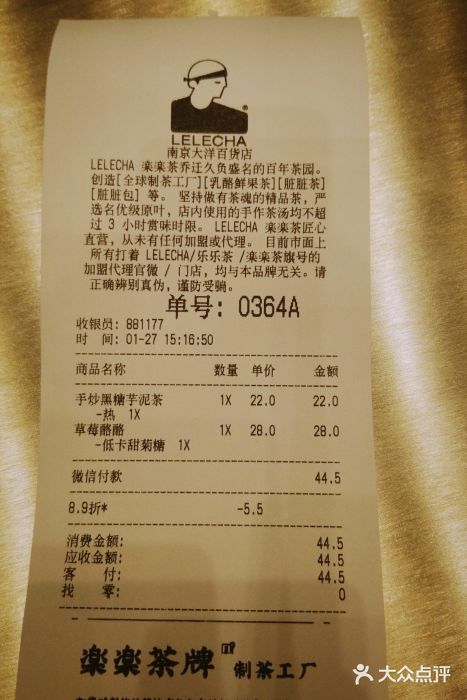 ®
LELECHA
南京大洋百货店
LELECHA 楽楽茶乔迁久负盛名的百年茶园。
创造[全球制茶工厂][乳酪鲜果茶][脏脏茶]
[脏脏包] 等。 坚持做有茶魂的精品茶，严
选名优级原叶，店内使用的手作茶汤均不超
过 3 小时赏味时限。 LELECHA 楽楽茶匠心
直营，从未有任何加盟或代理。 目前市面上
所有打着 LELECHA/乐乐茶 /楽楽茶旗号的
加盟代理官微 / 门店，均与本品牌无关。请
正确辨别真伪，谨防受骗。
单号: 0364A
收银员: 881177
时 间: 01-27 15:16:50
商品名称 数量 单价 金额
手炒黑糖芋泥茶 1X 22.0 22.0
-热 1X
草莓酪酪 1X 28.0 28.0
-低卡甜菊糖 1X
微信付款 44.5
8.9折* -5.5
消费金额: 44.5
应收金额: 44.5
客 付: 44.5
找 零: 0
楽楽茶牌 制茶工厂
大众点评